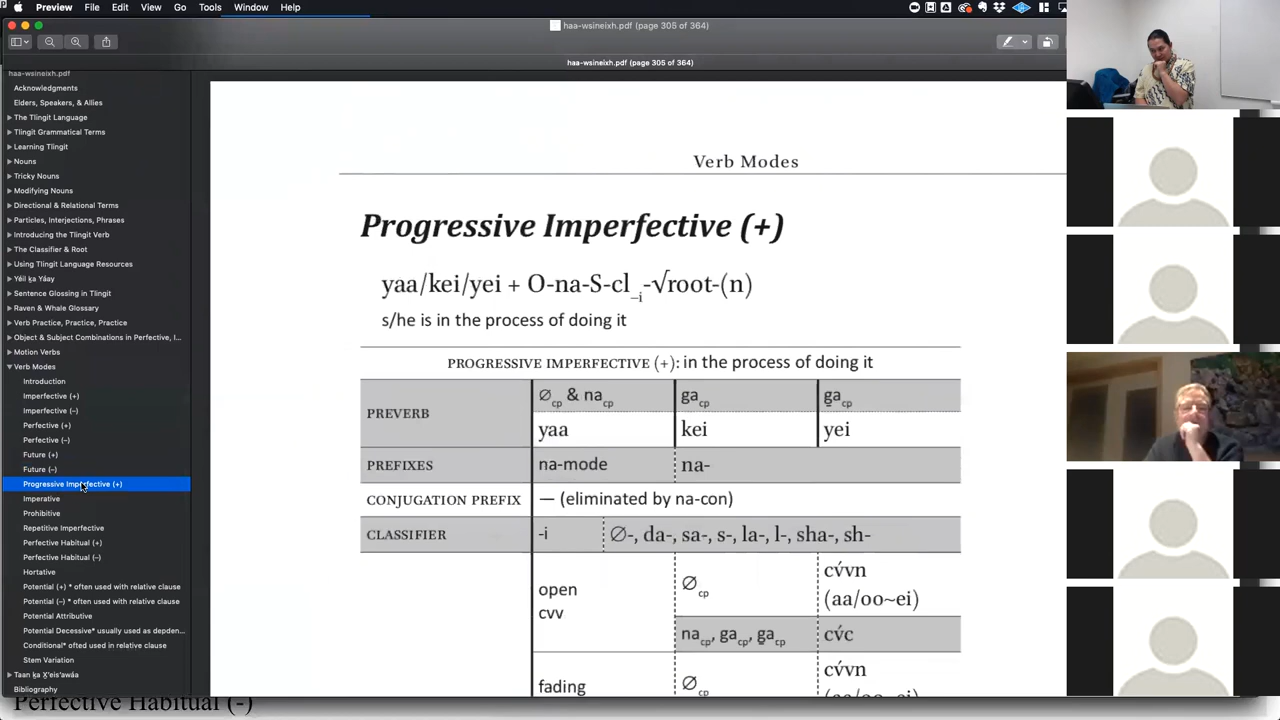 Preview File Edit View Go Tools Window Help
haa-wsineixh.pdf (page 305 of 364)
haa-wsineixh.pdf (page 305 of 364)
haa-wsineixh.pdf
Acknowledgments
Elders, Speakers, & Allies
The Tlingit Language
Tlingit Grammatical Terms
Learning Tlingit
Nouns
Tricky Nouns
Modifying Nouns
Directional & Relational Terms
Particles, Interjections, Phrases
Introducing the Tlingit Verb
The Classifier & Root
Using Tlingit Language Resources
Yéil ḵa Yáay
Sentence Glossing in Tlingit
Raven & Whale Glossary
Verb Practice, Practice, Practice
Object & Subject Combinations in Perfective, I...
Motion Verbs
Verb Modes
Introduction
Imperfective (+)
Imperfective (–)
Perfective (+)
Perfective (–)
Future (+)
Future (–)
Progressive Imperfective (+)
Imperative
Prohibitive
Repetitive Imperfective
Perfective Habitual (+)
Perfective Habitual (–)
Hortative
Potential (+) * often used with relative clause
Potential (–) * often used with relative clause
Potential Attributive
Potential Decessive* usually used as depden...
Conditional* ofted used in relative clause
Stem Variation
Taan ḵa X̱'eis'awáa
Bibliography
Verb Modes
Progressive Imperfective (+)
yaa/kei/yei + O-na-S-cl–i-√root-(n)
s/he is in the process of doing it
PROGRESSIVE IMPERFECTIVE (+): in the process of doing it
PREVERB ∅cp & nacp gacp g̱acp
yaa kei yei
PREFIXES na-mode na-
CONJUGATION PREFIX — (eliminated by na-con)
CLASSIFIER -i ∅-, da-, sa-, s-, la-, l-, sha-, sh-
open cvv ∅cp cv́vn (aa/oo~ei)
nacp, gacp, g̱acp cv́c
fading ∅cp cv́vn
(aa/oo~ei)
Perfective Habitual (-)